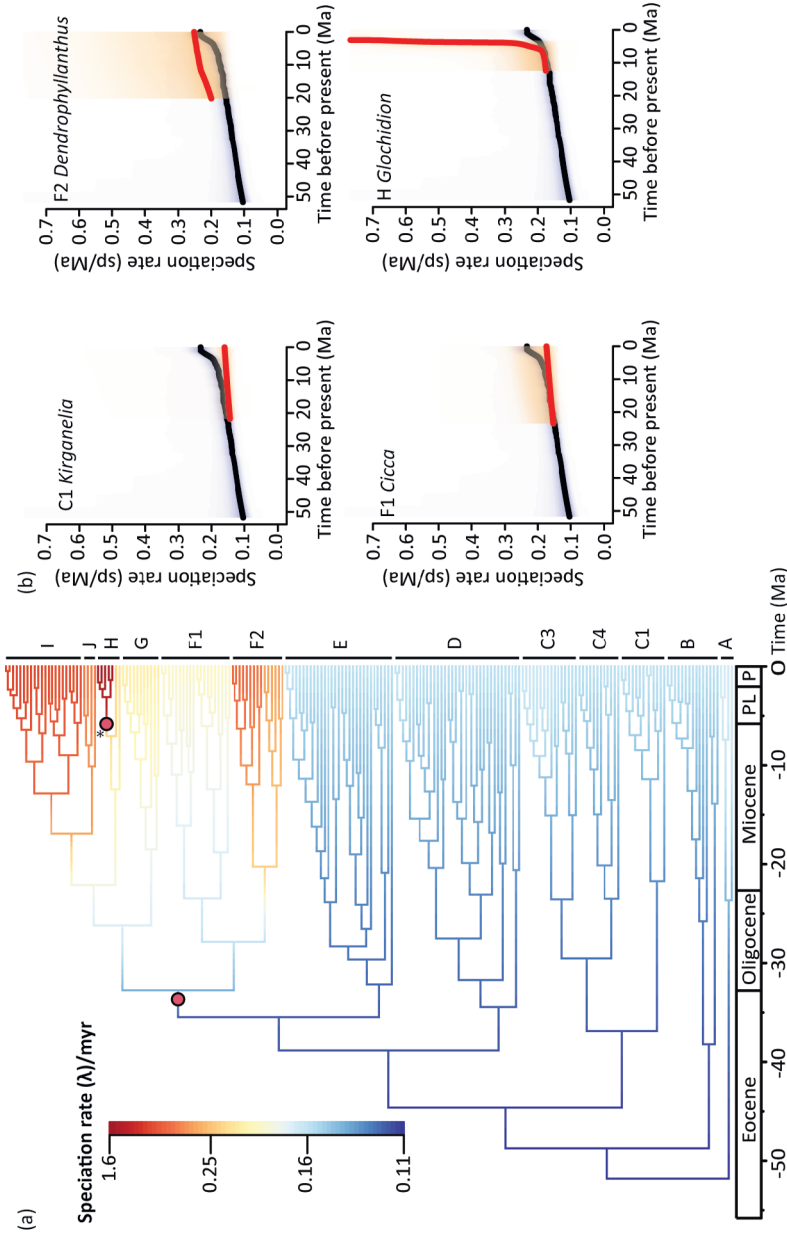 (a)
Speciation rate (λ)/myr
1.6
0.25
0.16
0.11
*
I
J
H
G
F1
F2
E
D
C3
C4
C1
B
A
Eocene
Oligocene
Miocene
PL
P
-50
-40
-30
-20
-10
0
Time (Ma)
(b)
C1 Kirganelia
Speciation rate (sp/Ma)
0.7
0.6
0.5
0.4
0.3
0.2
0.1
0.0
50 40 30 20 10 0
Time before present (Ma)
F2 Dendrophyllanthus
Speciation rate (sp/Ma)
0.7
0.6
0.5
0.4
0.3
0.2
0.1
0.0
50 40 30 20 10 0
Time before present (Ma)
F1 Cicca
Speciation rate (sp/Ma)
0.7
0.6
0.5
0.4
0.3
0.2
0.1
0.0
50 40 30 20 10 0
Time before present (Ma)
H Glochidion
Speciation rate (sp/Ma)
0.7
0.6
0.5
0.4
0.3
0.2
0.1
0.0
50 40 30 20 10 0
Time before present (Ma)